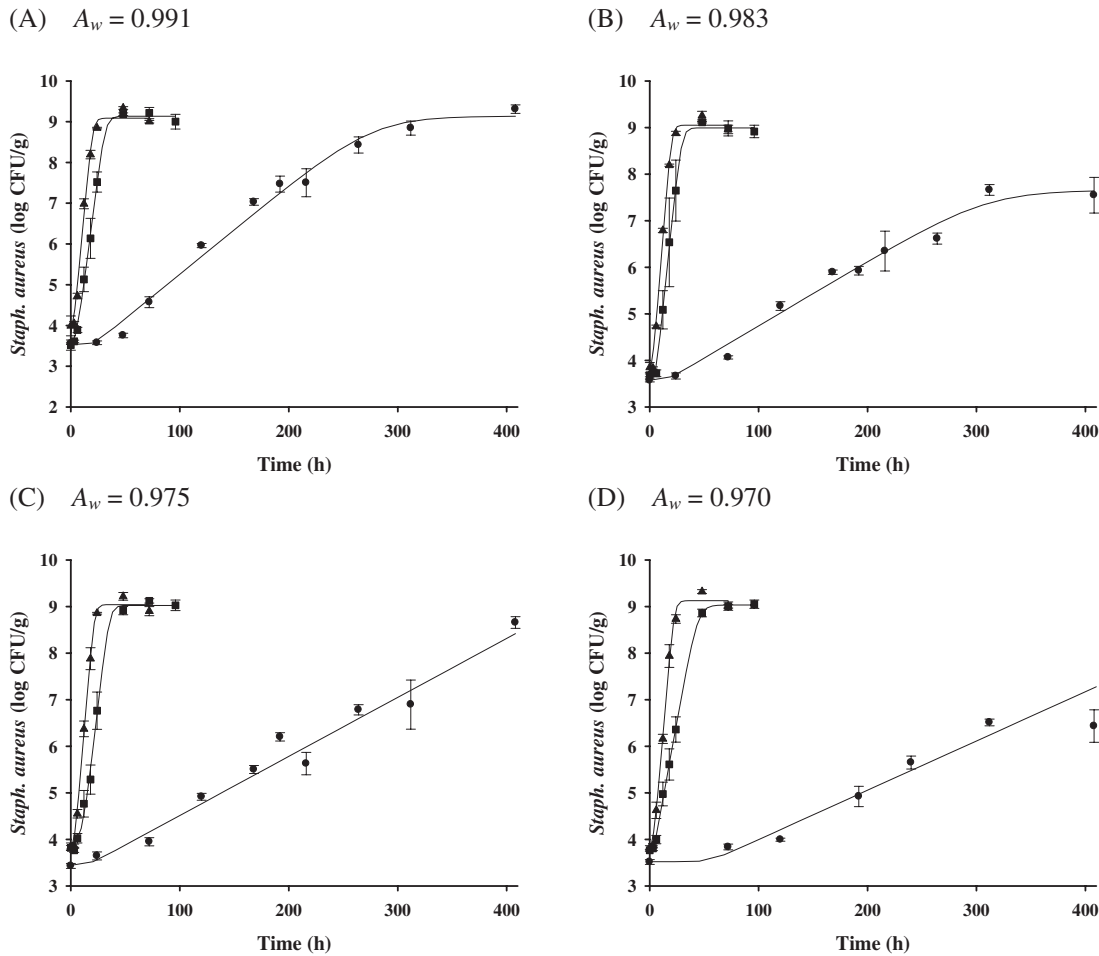 (A) A_w = 0.991
Staph. aureus (log CFU/g)
10
9
8
7
6
5
4
3
2
0 100 200 300 400
Time (h)
(B) A_w = 0.983
Staph. aureus (log CFU/g)
10
9
8
7
6
5
4
3
0 100 200 300 400
Time (h)
(C) A_w = 0.975
Staph. aureus (log CFU/g)
10
9
8
7
6
5
4
3
0 100 200 300 400
Time (h)
(D) A_w = 0.970
Staph. aureus (log CFU/g)
10
9
8
7
6
5
4
3
0 100 200 300 400
Time (h)